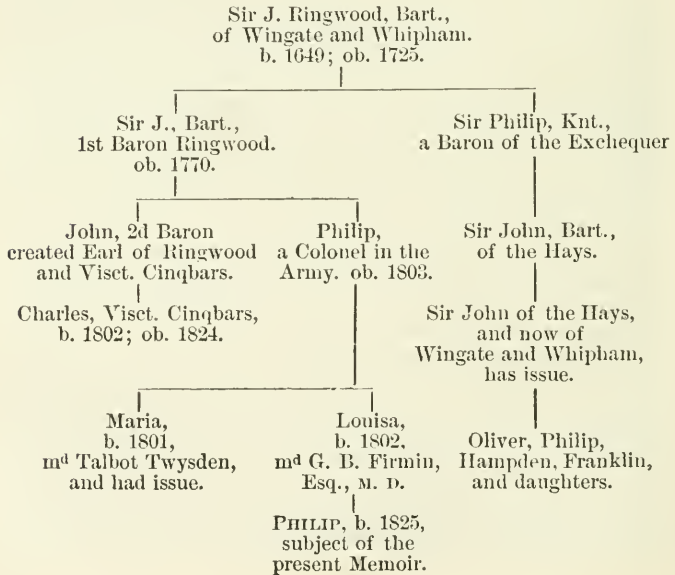 Sir J. Ringwood, Bart.,
of Wingate and Whipham.
b. 1649; ob. 1725.
Sir J., Bart.,
1st Baron Ringwood.
ob. 1770.
Sir Philip, Knt.,
a Baron of the Exchequer
John, 2d Baron
created Earl of Ringwood
and Visct. Cinqbars.
Philip,
a Colonel in the
Army. ob. 1803.
Sir John, Bart.,
of the Hays.
Charles, Visct. Cinqbars,
b. 1802; ob. 1824.
Sir John of the Hays,
and now of
Wingate and Whipham,
has issue.
Maria,
b. 1801,
md Talbot Twysden,
and had issue.
Louisa,
b. 1802,
md G. B. Firmin,
Esq., M. D.
Oliver, Philip,
Hampden, Franklin,
and daughters.
PHILIP, b. 1825,
subject of the
present Memoir.